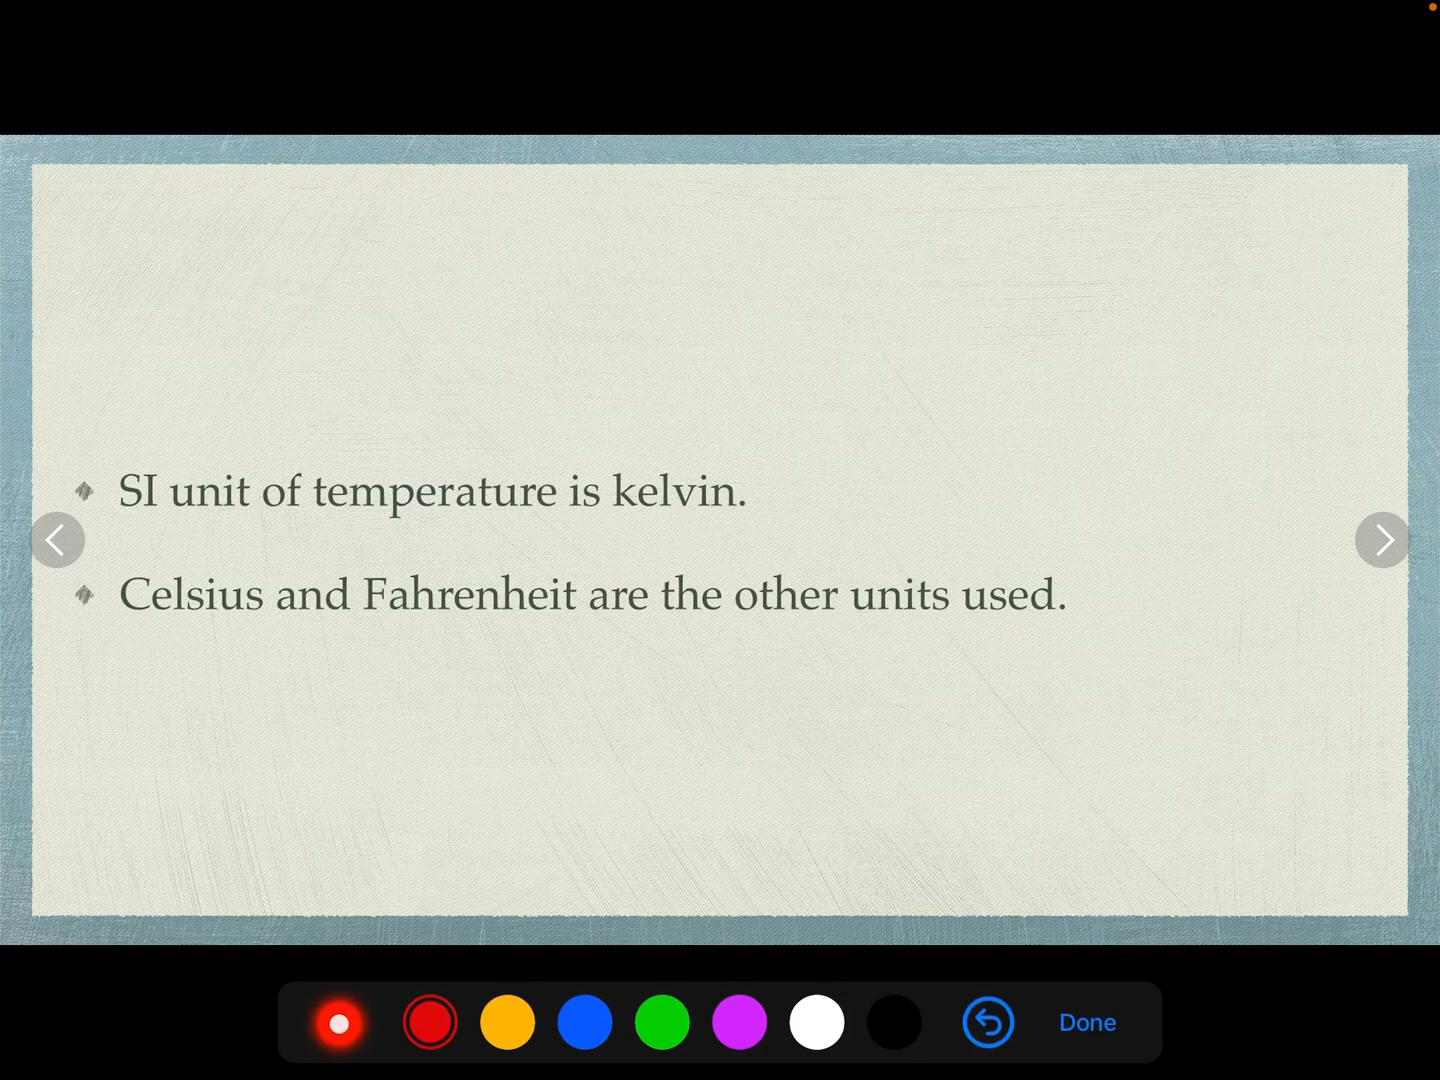 SI unit of temperature is kelvin.
Celsius and Fahrenheit are the other units used.
Done